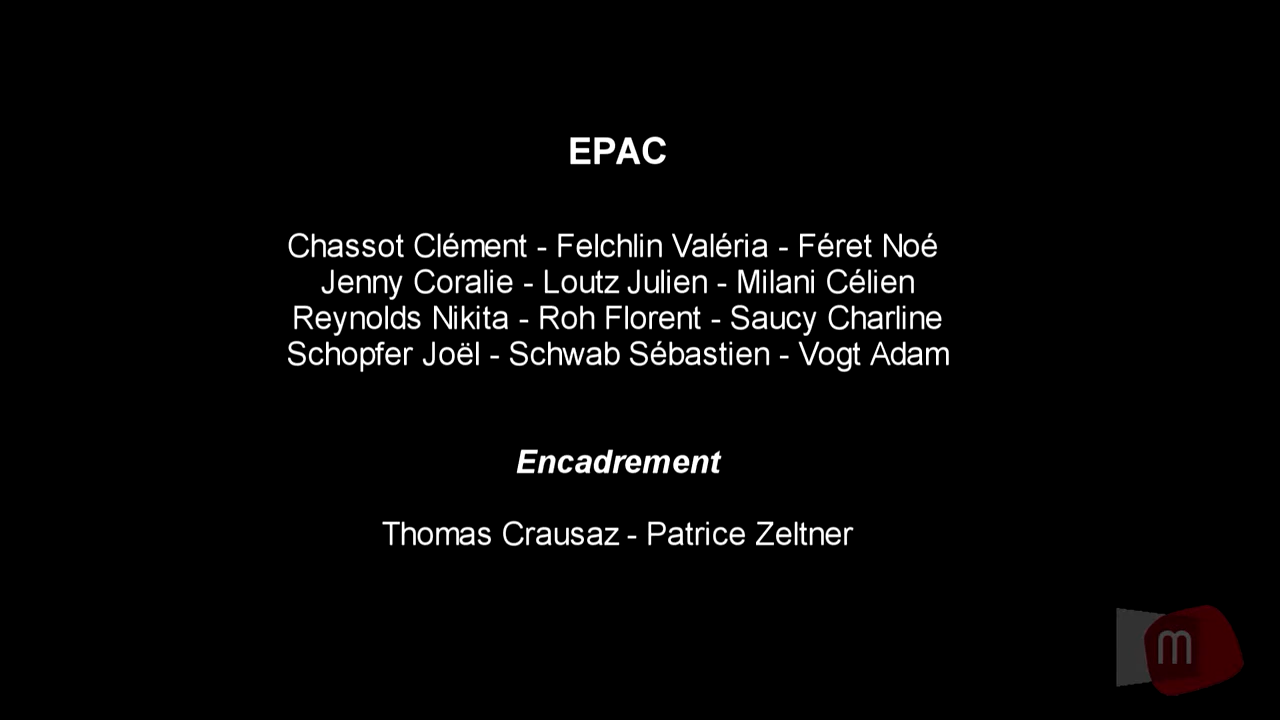 EPAC
Chassot Clément - Felchlin Valéria - Féret Noé
Jenny Coralie - Loutz Julien - Milani Célien
Reynolds Nikita - Roh Florent - Saucy Charline
Schopfer Joël - Schwab Sébastien - Vogt Adam
Encadrement
Thomas Crausaz - Patrice Zeltner
m